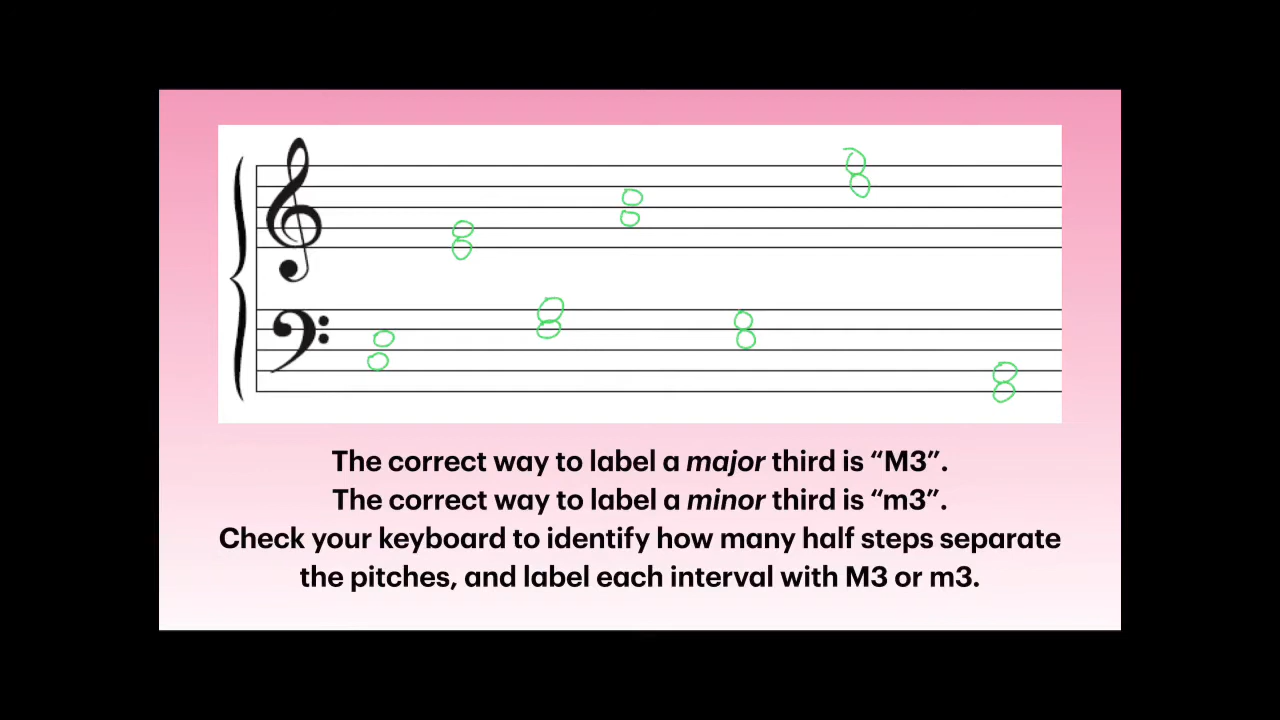 The correct way to label a major third is “M3”.
The correct way to label a minor third is “m3”.
Check your keyboard to identify how many half steps separate
the pitches, and label each interval with M3 or m3.